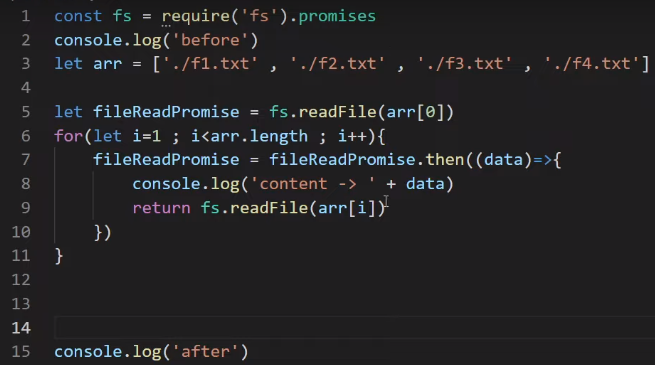 1 const fs = require('fs').promises
2 console.log('before')
3 let arr = ['./f1.txt' , './f2.txt' , './f3.txt' , './f4.txt']
4
5 let fileReadPromise = fs.readFile(arr[0])
6 for(let i=1 ; i<arr.length ; i++){
7     fileReadPromise = fileReadPromise.then((data)=>{
8         console.log('content -> ' + data)
9         return fs.readFile(arr[i])
10     })
11 }
12
13
14
15 console.log('after')